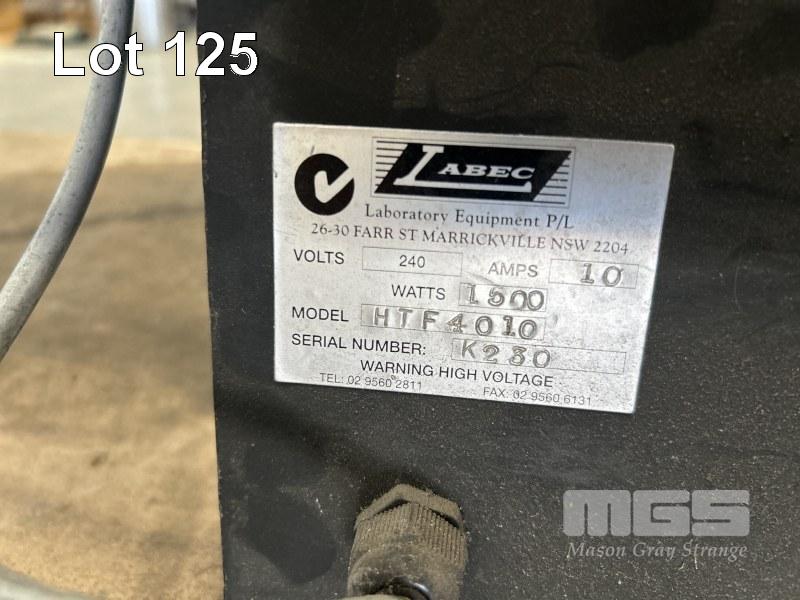 Lot 125
LABEC
Laboratory Equipment P/L
26-30 FARR ST MARRICKVILLE NSW 2204
VOLTS 240 AMPS 10
WATTS 1500
MODEL HTF4010
SERIAL NUMBER: K230
WARNING HIGH VOLTAGE
TEL: 02 9560 2811 FAX: 02 9560 6131
MGS
Mason Gray Strange